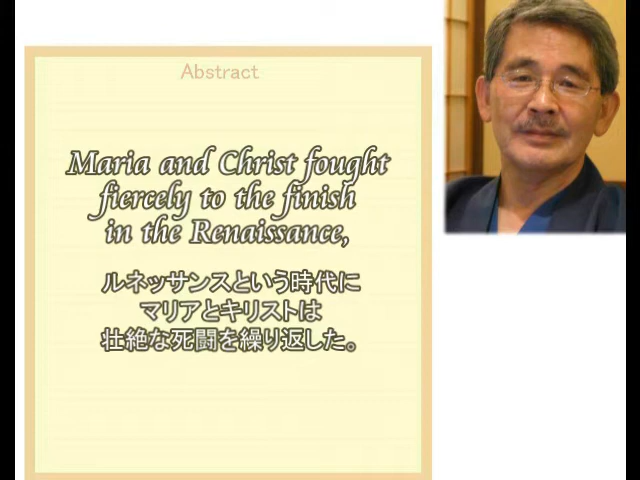 Abstract
Maria and Christ fought
fiercely to the finish
in the Renaissance,
ルネッサンスという時代に
マリアとキリストは
壮絶な死闘を繰り返した。